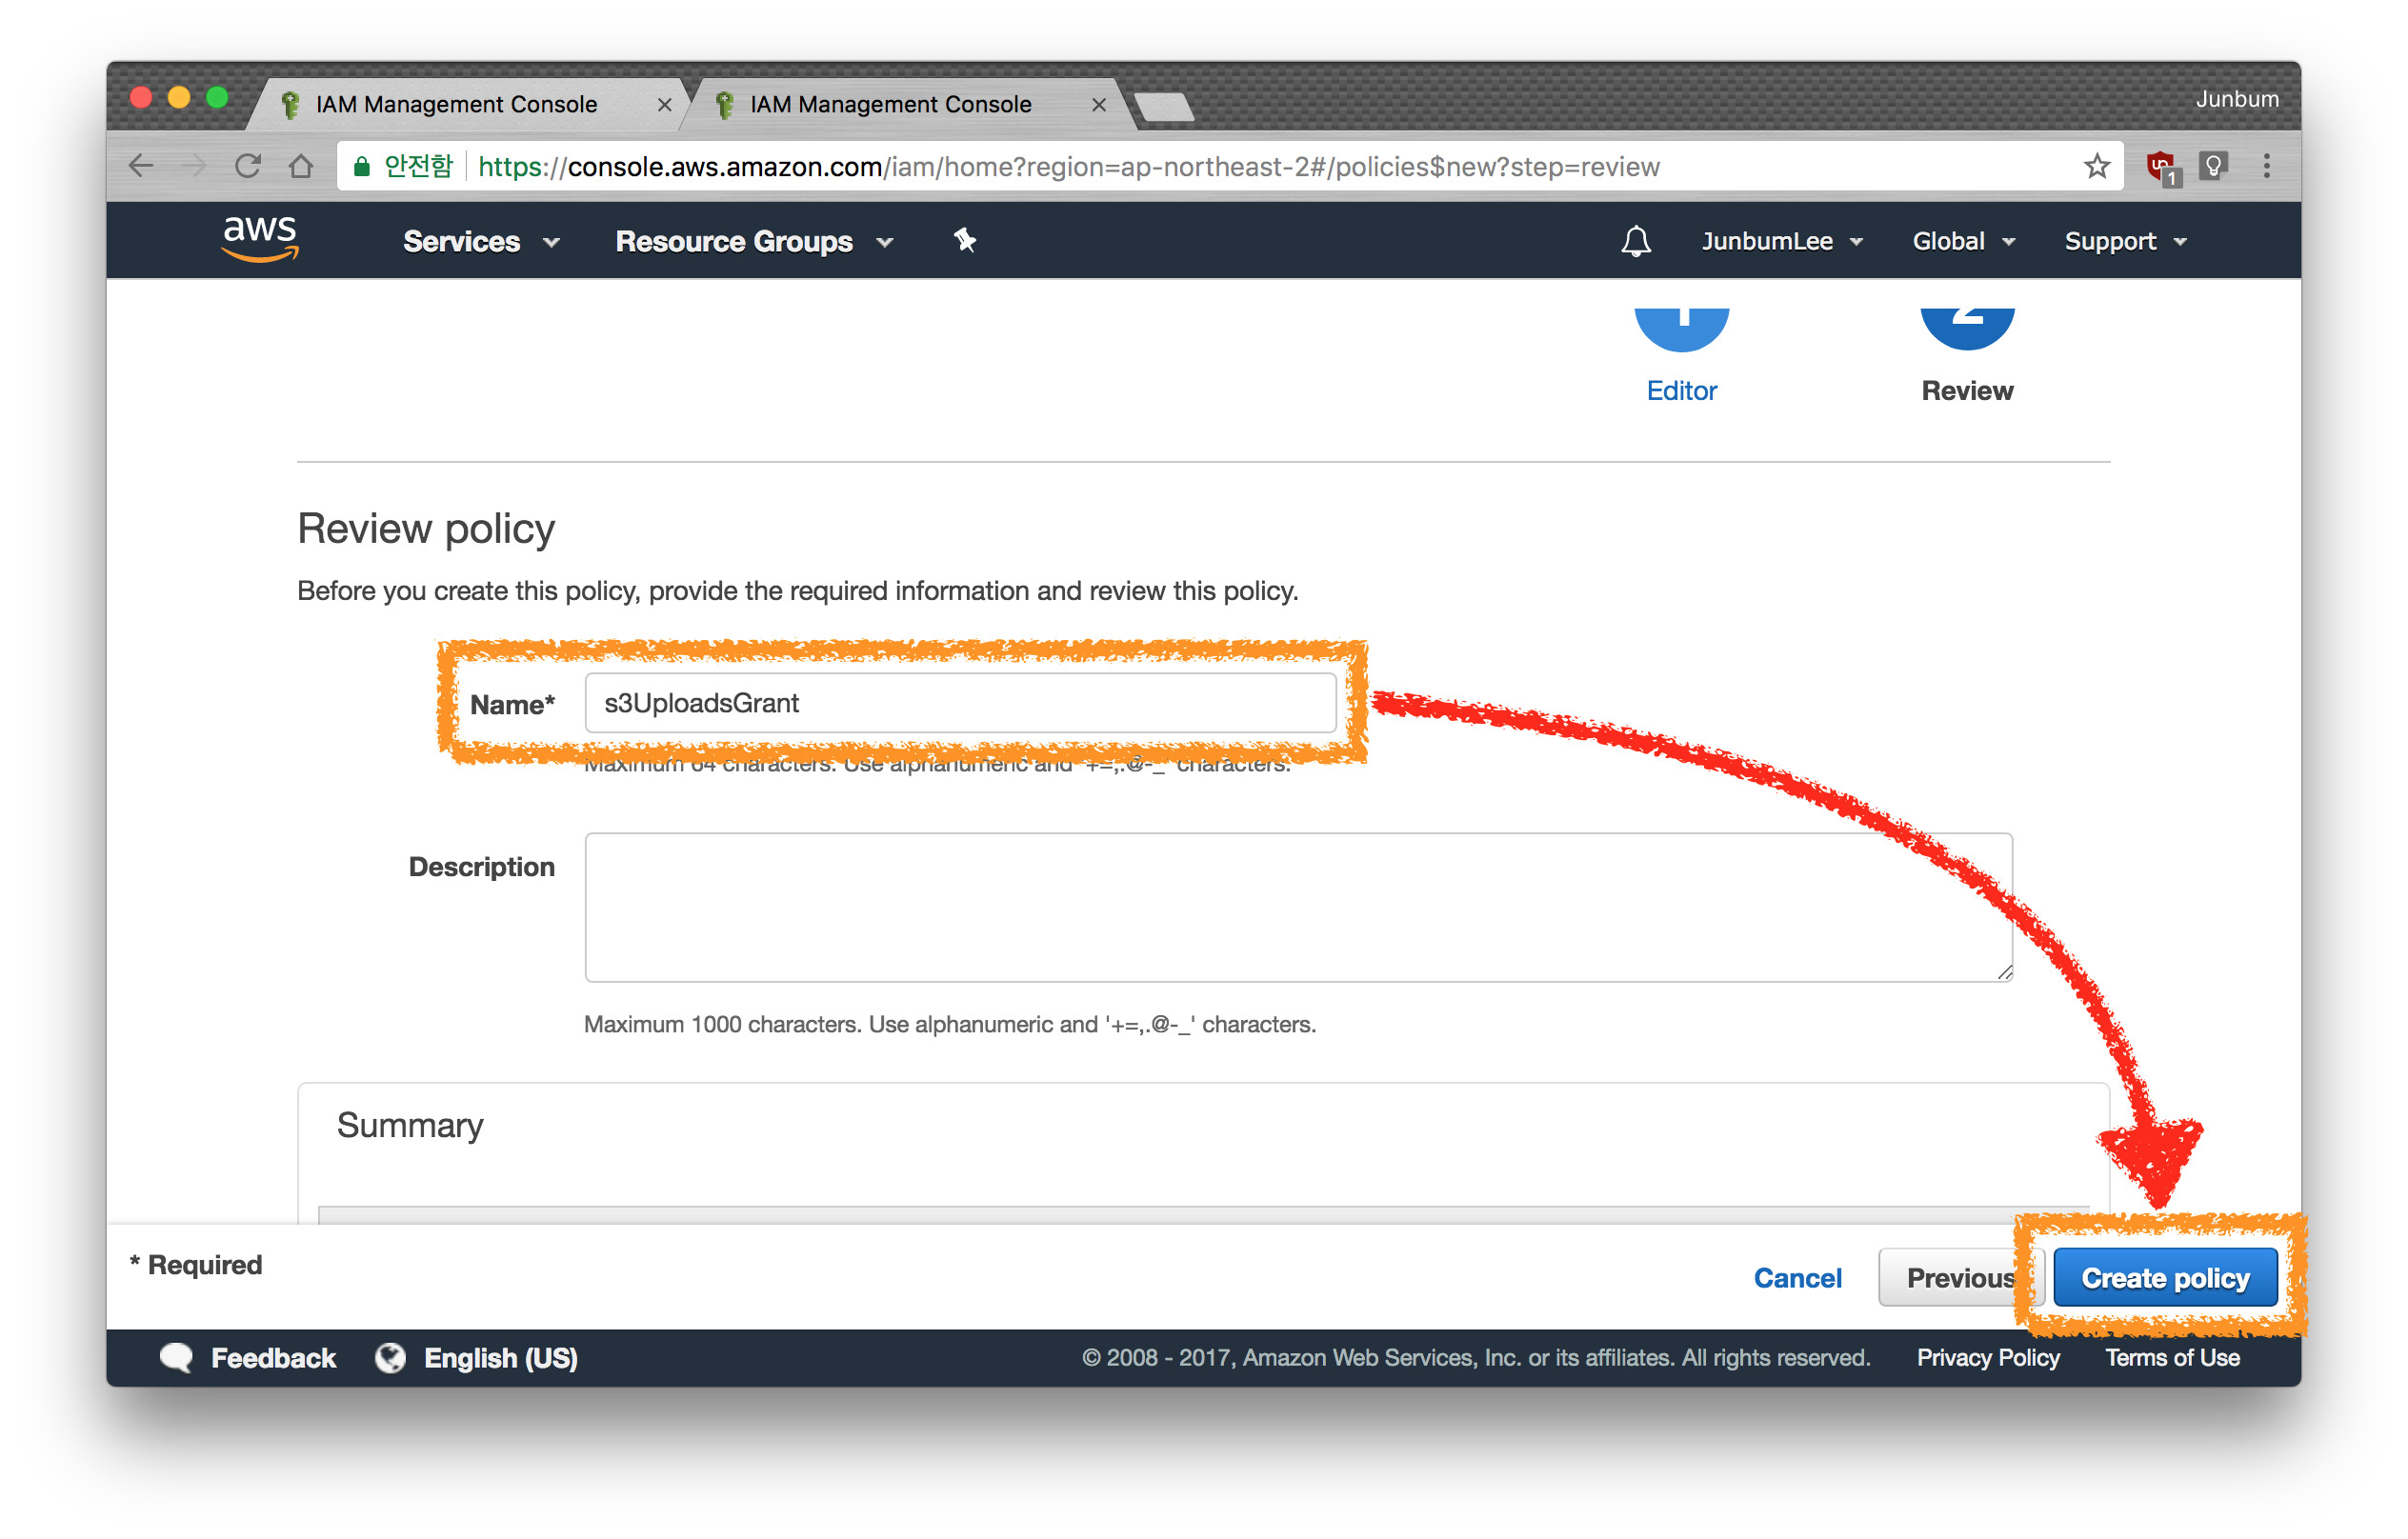 IAM Management Console
IAM Management Console
Junbum
안전함
https://console.aws.amazon.com/iam/home?region=ap-northeast-2#/policies$new?step=review
1
aws
Services
Resource Groups
JunbumLee
Global
Support
1
2
Editor
Review
Review policy
Before you create this policy, provide the required information and review this policy.
Name*
s3UploadsGrant
Maximum 64 characters. Use alphanumeric and '+=,.@-_' characters.
Description
Maximum 1000 characters. Use alphanumeric and '+=,.@-_' characters.
Summary
* Required
Cancel
Previous
Create policy
Feedback
English (US)
© 2008 - 2017, Amazon Web Services, Inc. or its affiliates. All rights reserved.
Privacy Policy
Terms of Use